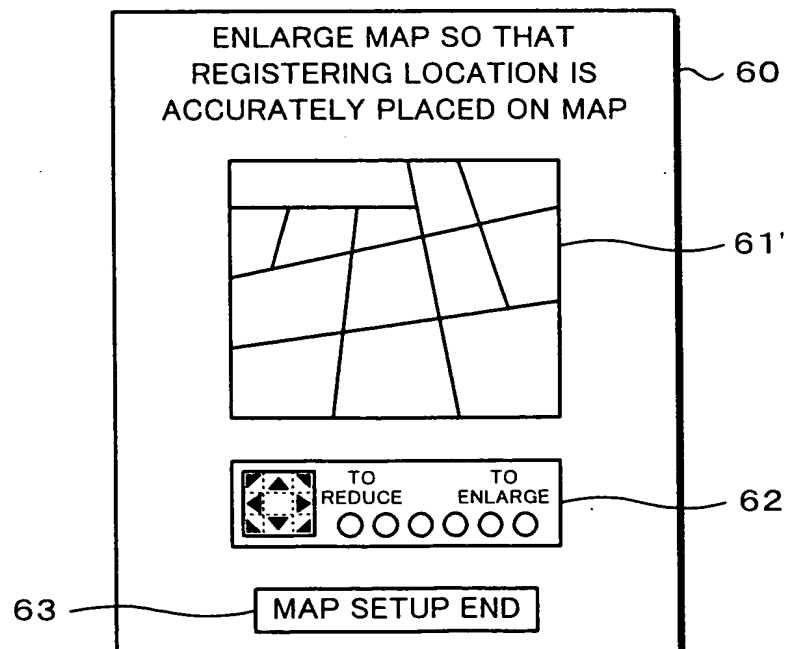 ENLARGE MAP SO THAT
REGISTERING LOCATION IS
ACCURATELY PLACED ON MAP
60
61'
TO REDUCE
TO ENLARGE
62
63
MAP SETUP END